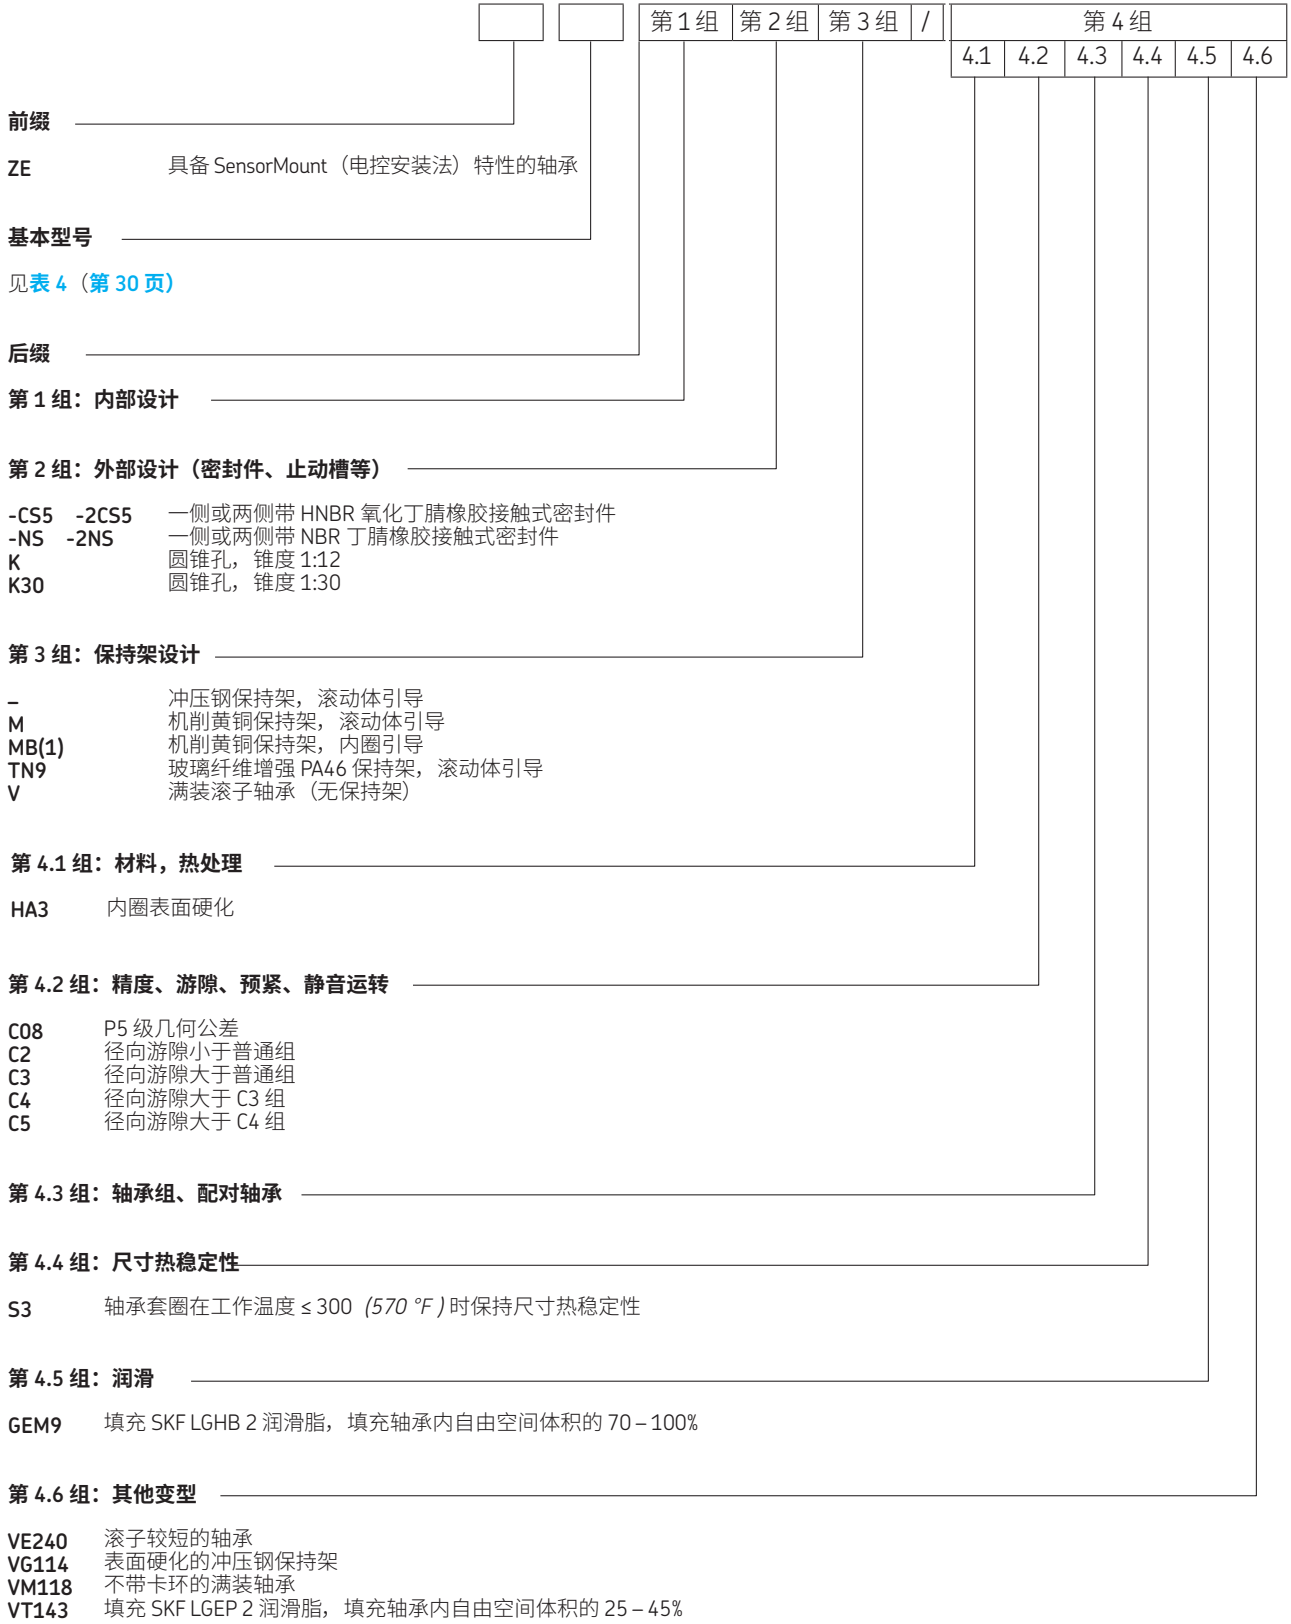 第 1 组 第 2 组 第 3 组 / 第 4 组
4.1 4.2 4.3 4.4 4.5 4.6
前缀
ZE 具备 SensorMount（电控安装法）特性的轴承
基本型号
见表 4（第 30 页）
后缀
第 1 组：内部设计
第 2 组：外部设计（密封件、止动槽等）
-CS5 -2CS5 一侧或两侧带 HNBR 氧化丁腈橡胶接触式密封件
-NS -2NS 一侧或两侧带 NBR 丁腈橡胶接触式密封件
K 圆锥孔，锥度 1:12
K30 圆锥孔，锥度 1:30
第 3 组：保持架设计
– 冲压钢保持架，滚动体引导
M 机削黄铜保持架，滚动体引导
MB(1) 机削黄铜保持架，内圈引导
TN9 玻璃纤维增强 PA46 保持架，滚动体引导
V 满装滚子轴承（无保持架）
第 4.1 组：材料，热处理
HA3 内圈表面硬化
第 4.2 组：精度、游隙、预紧、静音运转
C08 P5 级几何公差
C2 径向游隙小于普通组
C3 径向游隙大于普通组
C4 径向游隙大于 C3 组
C5 径向游隙大于 C4 组
第 4.3 组：轴承组、配对轴承
第 4.4 组：尺寸热稳定性
S3 轴承套圈在工作温度 ≤ 300 (570 °F ) 时保持尺寸热稳定性
第 4.5 组：润滑
GEM9 填充 SKF LGHB 2 润滑脂，填充轴承内自由空间体积的 70 – 100%
第 4.6 组：其他变型
VE240 滚子较短的轴承
VG114 表面硬化的冲压钢保持架
VM118 不带卡环的满装轴承
VT143 填充 SKF LGEP 2 润滑脂，填充轴承内自由空间体积的 25 – 45%